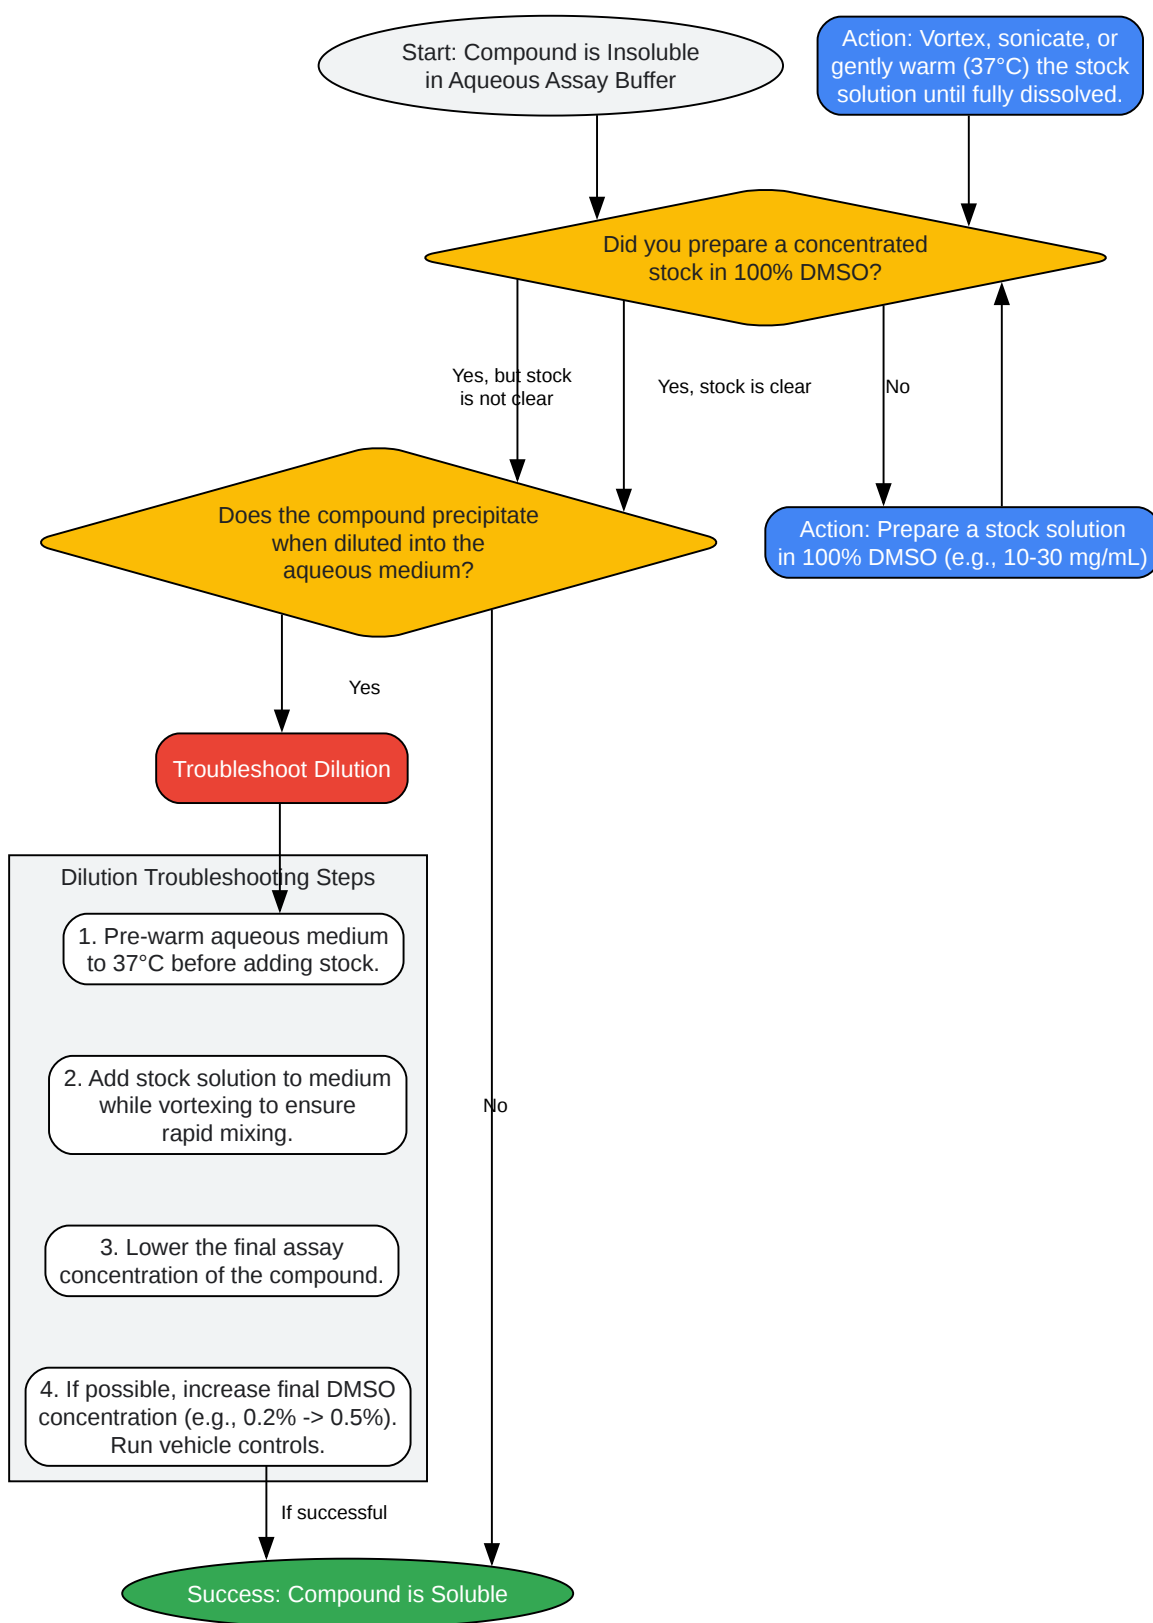 Start: Compound is Insoluble
in Aqueous Assay Buffer
Action: Vortex, sonicate, or
gently warm (37°C) the stock
solution until fully dissolved.
Did you prepare a concentrated
stock in 100% DMSO?
Yes, but stock
is not clear
Yes, stock is clear
No
Does the compound precipitate
when diluted into the
aqueous medium?
Action: Prepare a stock solution
in 100% DMSO (e.g., 10-30 mg/mL)
Yes
Troubleshoot Dilution
Dilution Troubleshooting Steps
1. Pre-warm aqueous medium
to 37°C before adding stock.
2. Add stock solution to medium
while vortexing to ensure
rapid mixing.
No
3. Lower the final assay
concentration of the compound.
4. If possible, increase final DMSO
concentration (e.g., 0.2% -> 0.5%).
Run vehicle controls.
If successful
Success: Compound is Soluble